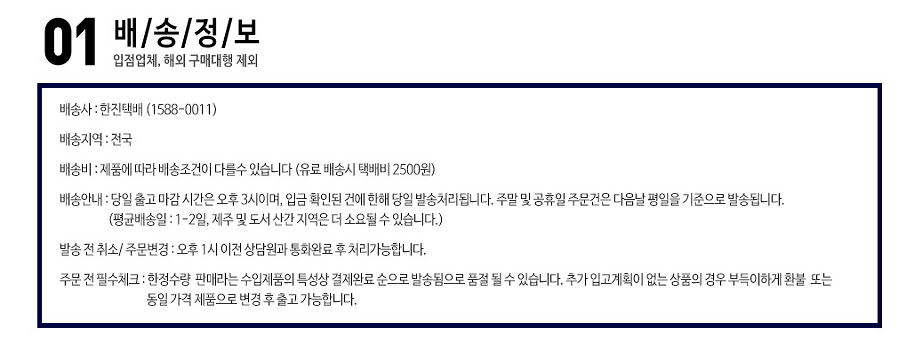 01 배/송/정/보
입점업체, 해외 구매대행 제외
배송사 : 한진택배 (1588-0011)
배송지역 : 전국
배송비 : 제품에 따라 배송조건이 다를수 있습니다 (유료 배송시 택배비 2500원)
배송안내 : 당일 출고 마감 시간은 오후 3시이며, 입금 확인된 건에 한해 당일 발송처리됩니다. 주말 및 공휴일 주문건은 다음날 평일을 기준으로 발송됩니다.
(평균배송일 : 1-2일, 제주 및 도서 산간 지역은 더 소요될 수 있습니다.)
발송 전 취소/ 주문변경 : 오후 1시 이전 상담원과 통화완료 후 처리가능합니다.
주문 전 필수체크 : 한정수량 판매라는 수입제품의 특성상 결제완료 순으로 발송됨으로 품절 될 수 있습니다. 추가 입고계획이 없는 상품의 경우 부득이하게 환불 또는
동일 가격 제품으로 변경 후 출고 가능합니다.